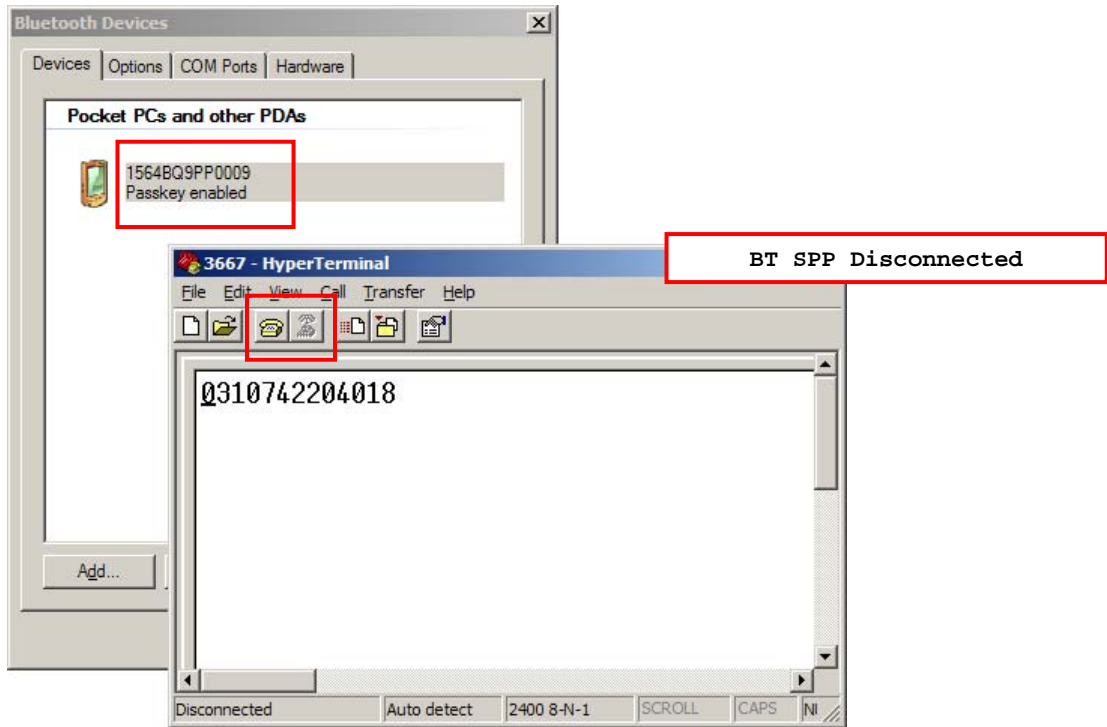 Bluetooth Devices
Devices Options COM Ports Hardware
Pocket PCs and other PDAs
1564BQ9PP0009
Passkey enabled
BT SPP Disconnected
3667 - HyperTerminal
File Edit View Call Transfer Help
0310742204018
Add...
Disconnected Auto detect 2400 8-N-1 SCROLL CAPS